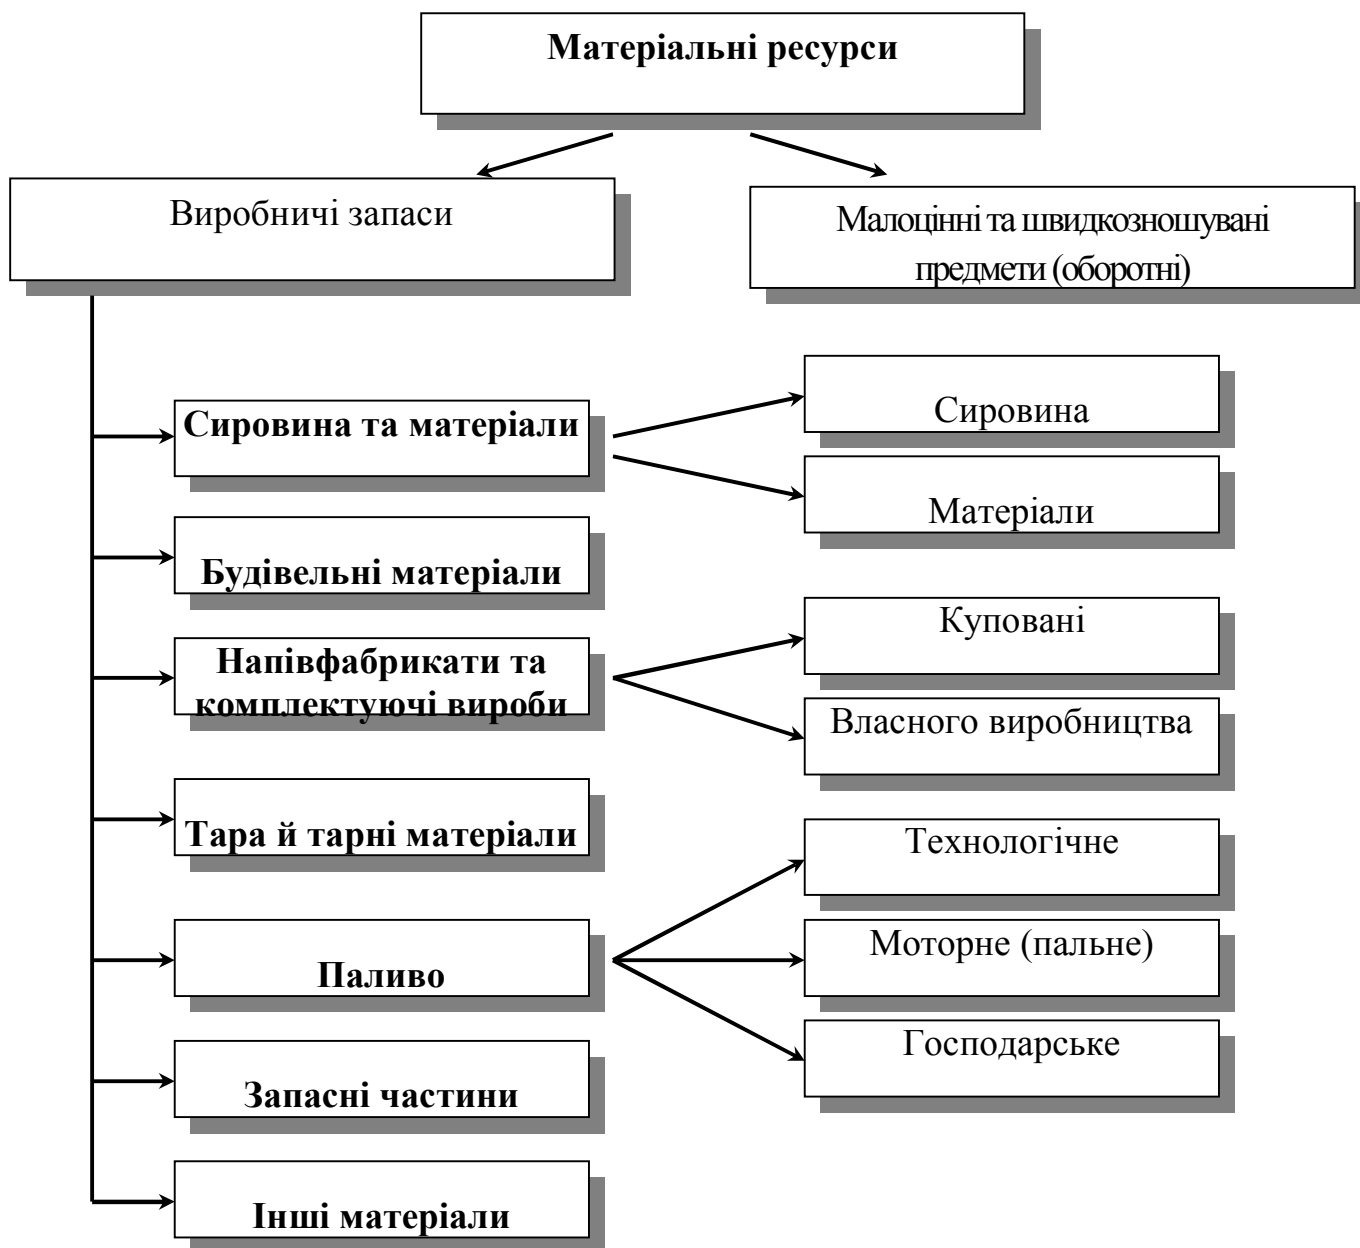 Матеріальні ресурси
Виробничі запаси
Малоцінні та швидкозношувані
предмети (оборотні)
Сировина та матеріали
Сировина
Матеріали
Будівельні матеріали
Напівфабрикати та
комплектуючі вироби
Куповані
Власного виробництва
Тара й тарні матеріали
Паливо
Технологічне
Моторне (пальне)
Господарське
Запасні частини
Інші матеріали